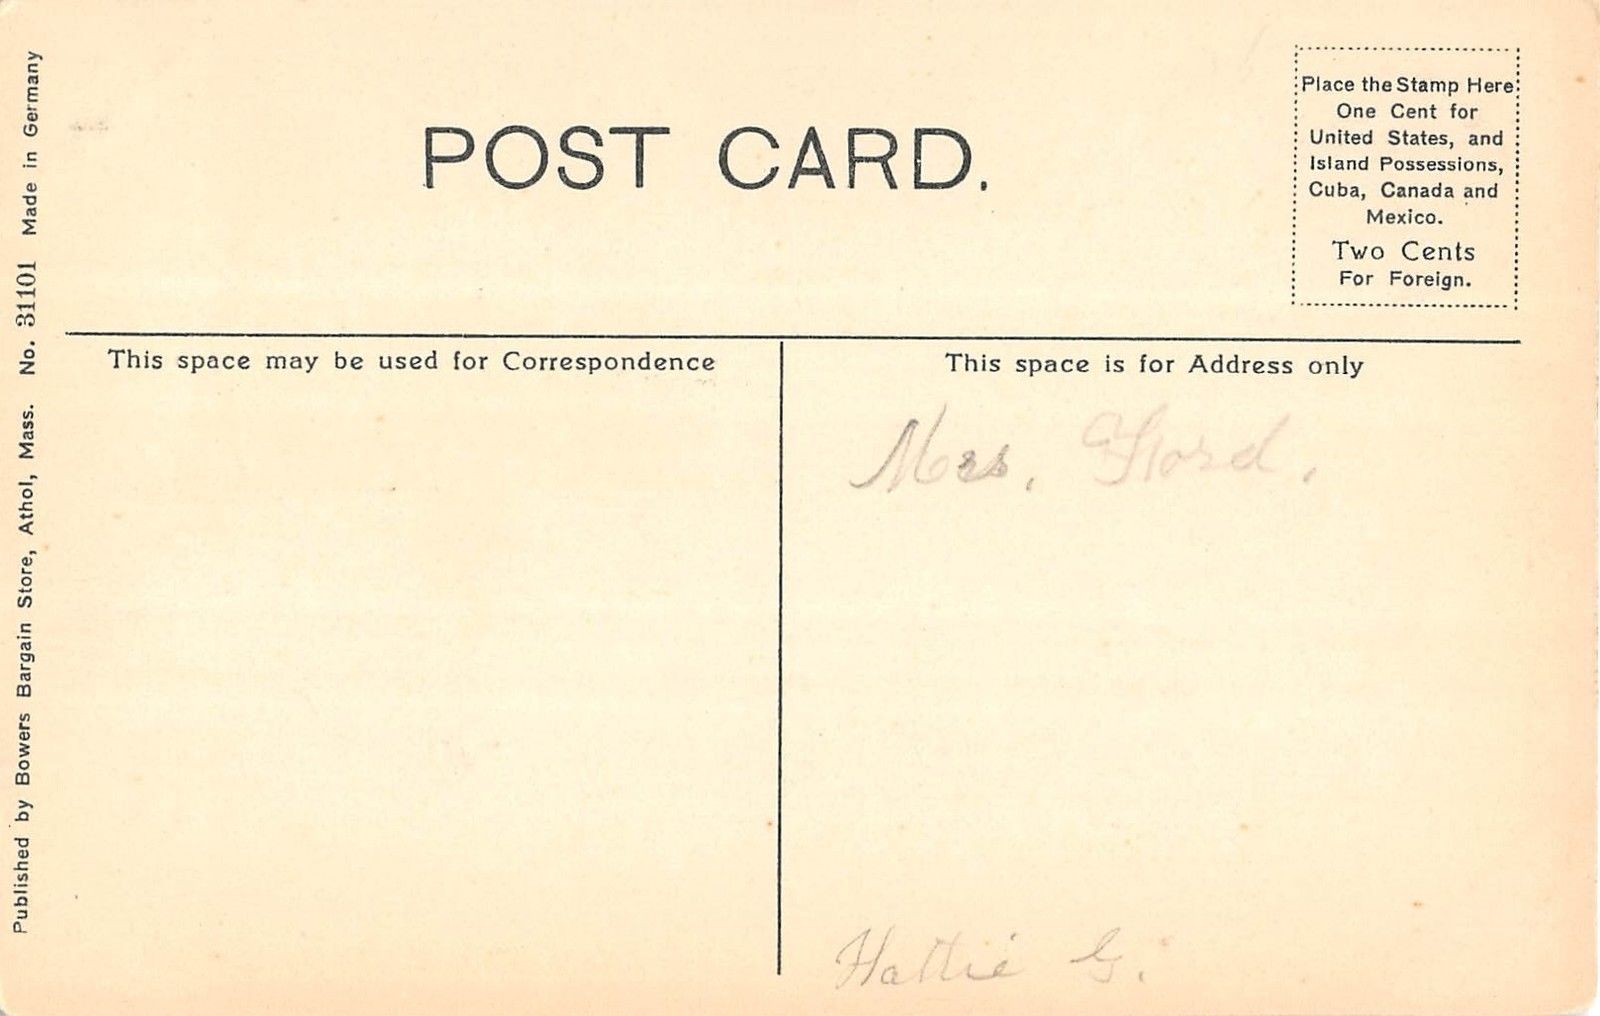 POST CARD.
Place the Stamp Here
One Cent for
United States, and
Island Possessions,
Cuba, Canada and
Mexico.
Two Cents
For Foreign.
This space may be used for Correspondence
This space is for Address only
Mrs. Ford.
Hattie G.
Published by Bowers Bargain Store, Athol, Mass. No. 31101 Made in Germany